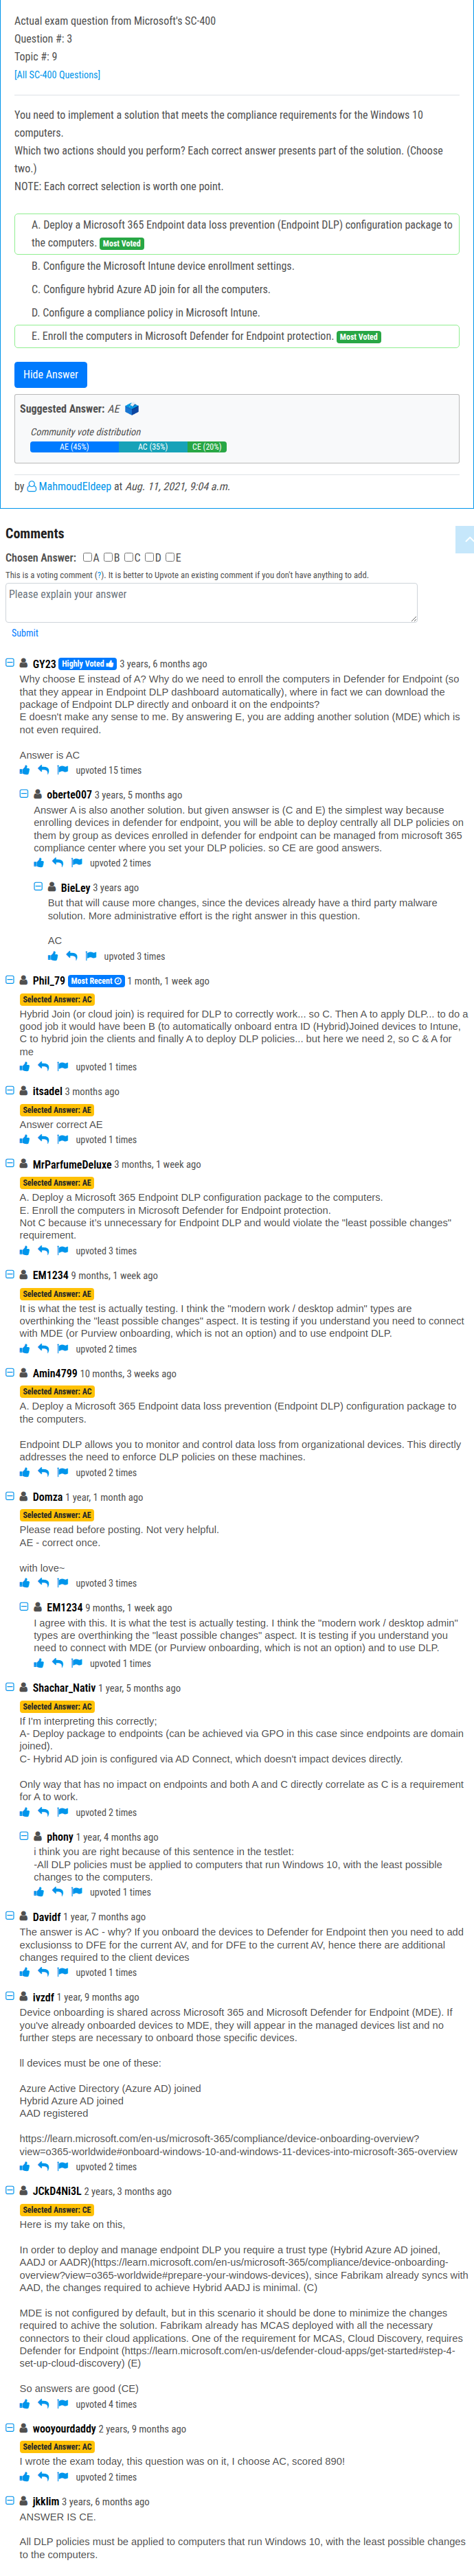 Actual exam question from Microsoft's SC-400
Question #: 3
Topic #: 9
[All SC-400 Questions]
You need to implement a solution that meets the compliance requirements for the Windows 10
computers.
Which two actions should you perform? Each correct answer presents part of the solution. (Choose
two.)
NOTE: Each correct selection is worth one point.
A. Deploy a Microsoft 365 Endpoint data loss prevention (Endpoint DLP) configuration package to
the computers. Most Voted
B. Configure the Microsoft Intune device enrollment settings.
C. Configure hybrid Azure AD join for all the computers.
D. Configure a compliance policy in Microsoft Intune.
E. Enroll the computers in Microsoft Defender for Endpoint protection. Most Voted
Hide Answer
Suggested Answer: AE
Community vote distribution
AE (45%) AC (35%) CE (20%)
by MahmoudEldeep at Aug. 11, 2021, 9:04 a.m.
Comments
Chosen Answer: A B C D E
This is a voting comment (?). It is better to Upvote an existing comment if you don't have anything to add.
Please explain your answer
Submit
GY23 Highly Voted 3 years, 6 months ago
Why choose E instead of A? Why do we need to enroll the computers in Defender for Endpoint (so
that they appear in Endpoint DLP dashboard automatically), where in fact we can download the
package of Endpoint DLP directly and onboard it on the endpoints?
E doesn't make any sense to me. By answering E, you are adding another solution (MDE) which is
not even required.
Answer is AC
upvoted 15 times
oberte007 3 years, 5 months ago
Answer A is also another solution. but given answser is (C and E) the simplest way because
enrolling devices in defender for endpoint, you will be able to deploy centrally all DLP policies on
them by group as devices enrolled in defender for endpoint can be managed from microsoft 365
compliance center where you set your DLP policies. so CE are good answers.
upvoted 2 times
BieLey 3 years ago
But that will cause more changes, since the devices already have a third party malware
solution. More administrative effort is the right answer in this question.
AC
upvoted 3 times
Phil_79 Most Recent 1 month, 1 week ago
Selected Answer: AC
Hybrid Join (or cloud join) is required for DLP to correctly work... so C. Then A to apply DLP... to do a
good job it would have been B (to automatically onboard entra ID (Hybrid)Joined devices to Intune,
C to hybrid join the clients and finally A to deploy DLP policies... but here we need 2, so C & A for
me
upvoted 1 times
itsadel 3 months ago
Selected Answer: AE
Answer correct AE
upvoted 1 times
MrParfumeDeluxe 3 months, 1 week ago
Selected Answer: AE
A. Deploy a Microsoft 365 Endpoint DLP configuration package to the computers.
E. Enroll the computers in Microsoft Defender for Endpoint protection.
Not C because it's unnecessary for Endpoint DLP and would violate the "least possible changes"
requirement.
upvoted 3 times
EM1234 9 months, 1 week ago
Selected Answer: AE
It is what the test is actually testing. I think the "modern work / desktop admin" types are
overthinking the "least possible changes" aspect. It is testing if you understand you need to connect
with MDE (or Purview onboarding, which is not an option) and to use endpoint DLP.
upvoted 2 times
Amin4799 10 months, 3 weeks ago
Selected Answer: AC
A. Deploy a Microsoft 365 Endpoint data loss prevention (Endpoint DLP) configuration package to
the computers.
Endpoint DLP allows you to monitor and control data loss from organizational devices. This directly
addresses the need to enforce DLP policies on these machines.
upvoted 2 times
Domza 1 year, 1 month ago
Selected Answer: AE
Please read before posting. Not very helpful.
AE - correct once.
with love~
upvoted 3 times
EM1234 9 months, 1 week ago
I agree with this. It is what the test is actually testing. I think the "modern work / desktop admin"
types are overthinking the "least possible changes" aspect. It is testing if you understand you
need to connect with MDE (or Purview onboarding, which is not an option) and to use DLP.
upvoted 1 times
Shachar_Nativ 1 year, 5 months ago
Selected Answer: AC
If I'm interpreting this correctly;
A- Deploy package to endpoints (can be achieved via GPO in this case since endpoints are domain
joined).
C- Hybrid AD join is configured via AD Connect, which doesn't impact devices directly.
Only way that has no impact on endpoints and both A and C directly correlate as C is a requirement
for A to work.
upvoted 2 times
phony 1 year, 4 months ago
i think you are right because of this sentence in the testlet:
-All DLP policies must be applied to computers that run Windows 10, with the least possible
changes to the computers.
upvoted 1 times
Davidf 1 year, 7 months ago
The answer is AC - why? If you onboard the devices to Defender for Endpoint then you need to add
exclusionss to DFE for the current AV, and for DFE to the current AV, hence there are additional
changes required to the client devices
upvoted 1 times
ivzdf 1 year, 9 months ago
Device onboarding is shared across Microsoft 365 and Microsoft Defender for Endpoint (MDE). If
you've already onboarded devices to MDE, they will appear in the managed devices list and no
further steps are necessary to onboard those specific devices.
ll devices must be one of these:
Azure Active Directory (Azure AD) joined
Hybrid Azure AD joined
AAD registered
https://learn.microsoft.com/en-us/microsoft-365/compliance/device-onboarding-overview?
view=o365-worldwide#onboard-windows-10-and-windows-11-devices-into-microsoft-365-overview
upvoted 2 times
JCkD4Ni3L 2 years, 3 months ago
Selected Answer: CE
Here is my take on this,
In order to deploy and manage endpoint DLP you require a trust type (Hybrid Azure AD joined,
AADJ or AADR)(https://learn.microsoft.com/en-us/microsoft-365/compliance/device-onboarding-
overview?view=o365-worldwide#prepare-your-windows-devices), since Fabrikam already syncs with
AAD, the changes required to achieve Hybrid AADJ is minimal. (C)
MDE is not configured by default, but in this scenario it should be done to minimize the changes
required to achive the solution. Fabrikam already has MCAS deployed with all the necessary
connectors to their cloud applications. One of the requirement for MCAS, Cloud Discovery, requires
Defender for Endpoint (https://learn.microsoft.com/en-us/defender-cloud-apps/get-started#step-4-
set-up-cloud-discovery) (E)
So answers are good (CE)
upvoted 4 times
wooyourdaddy 2 years, 9 months ago
Selected Answer: AC
I wrote the exam today, this question was on it, I choose AC, scored 890!
upvoted 2 times
jkklim 3 years, 6 months ago
ANSWER IS CE.
All DLP policies must be applied to computers that run Windows 10, with the least possible changes
to the computers.